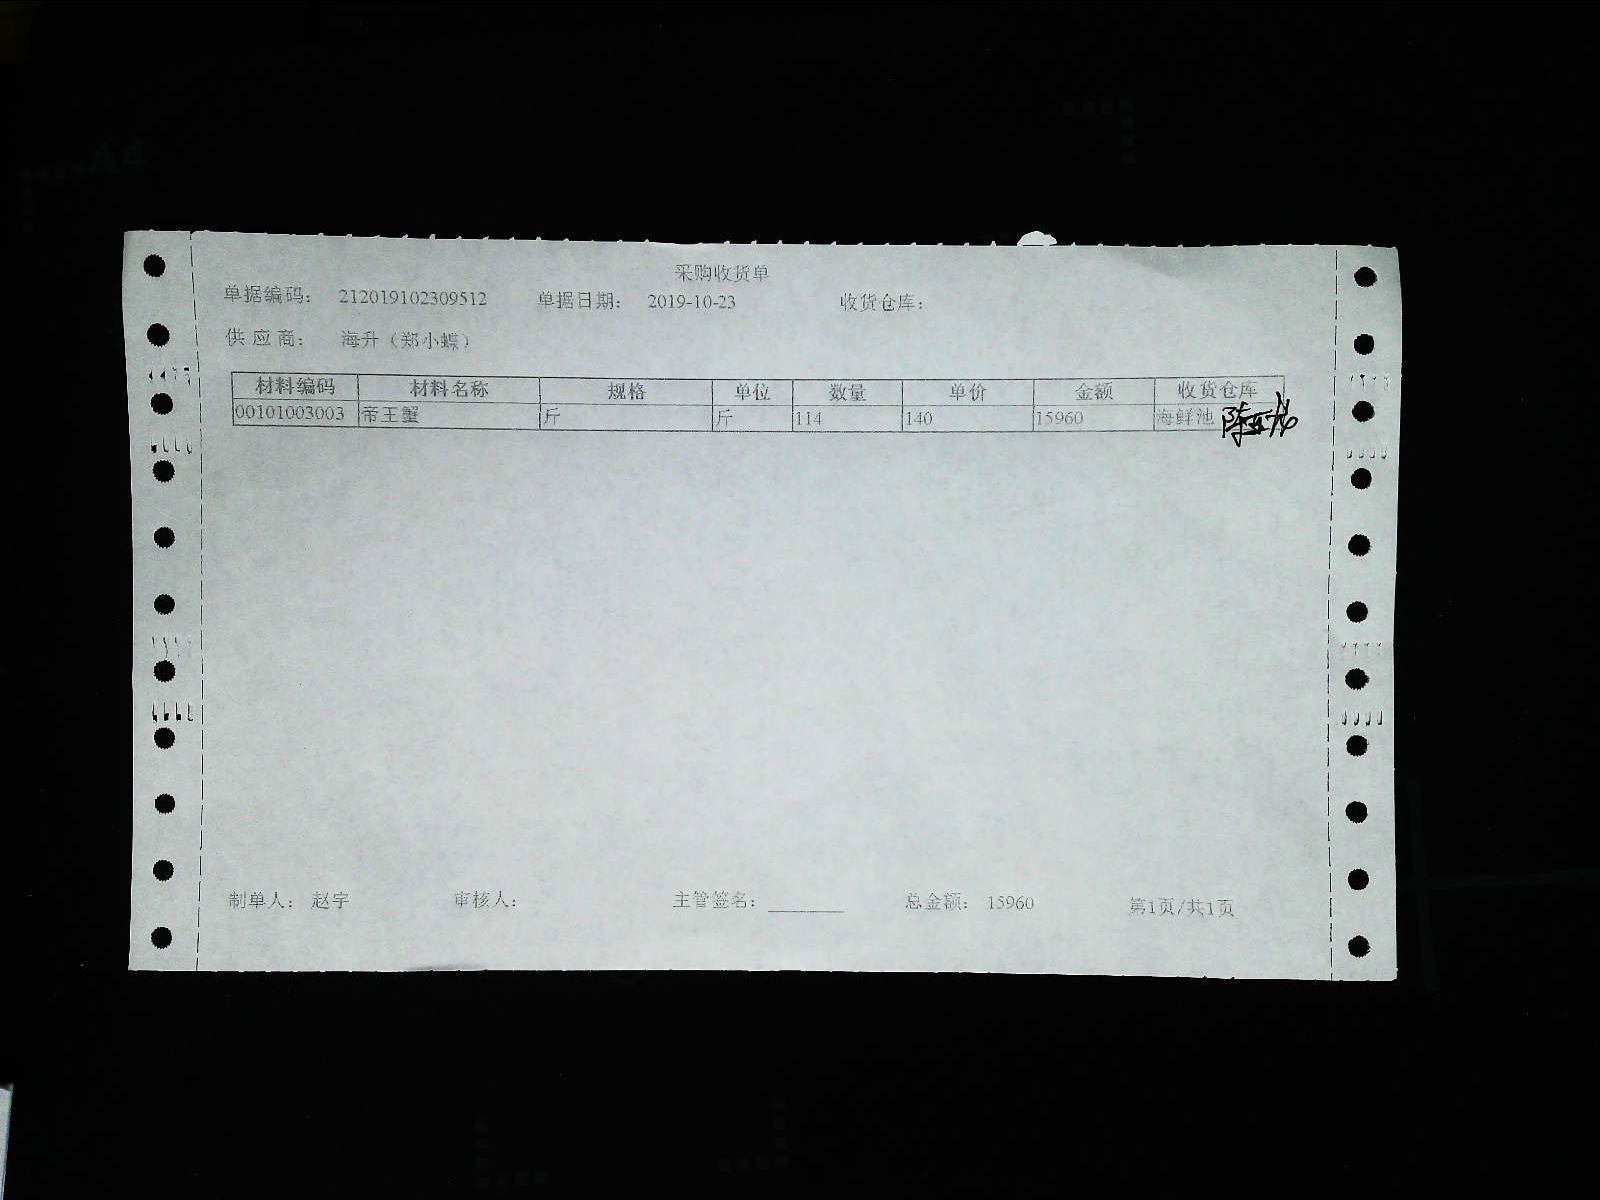 采购收货单
单据编码： 212019102309512 单据日期： 2019-10-23 收货仓库：
供 应 商： 海升（郑小蝶）
材料编码 材料名称 规格 单位 数量 单价 金额 收货仓库
00101003003 帝王蟹 斤 斤 114 140 15960 海鲜池
制单人： 赵宇 审核人： 主管签名： 总金额： 15960 第1页/共1页